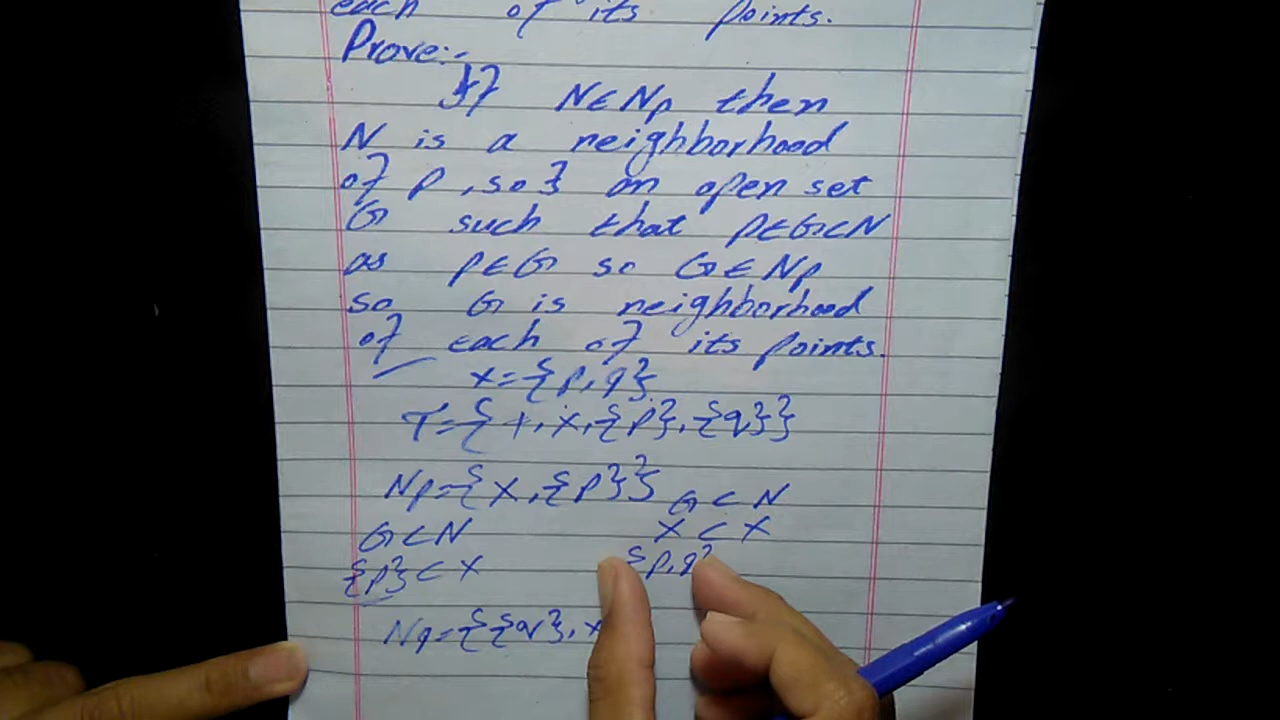 each of its points.
Prove:-
If N∈Np then
N is a neighborhood
of p, so ∃ an open set
G such that p∈G⊂N
as p∈G so G∈Np
so G is neighborhood
of each of its points.
X={p,q}
τ={+,X,{p},{q}}
Np={X,{p}}
G⊂N
X⊂X
{p,q}
G⊂N
{p}⊂X
Nq={{q},x